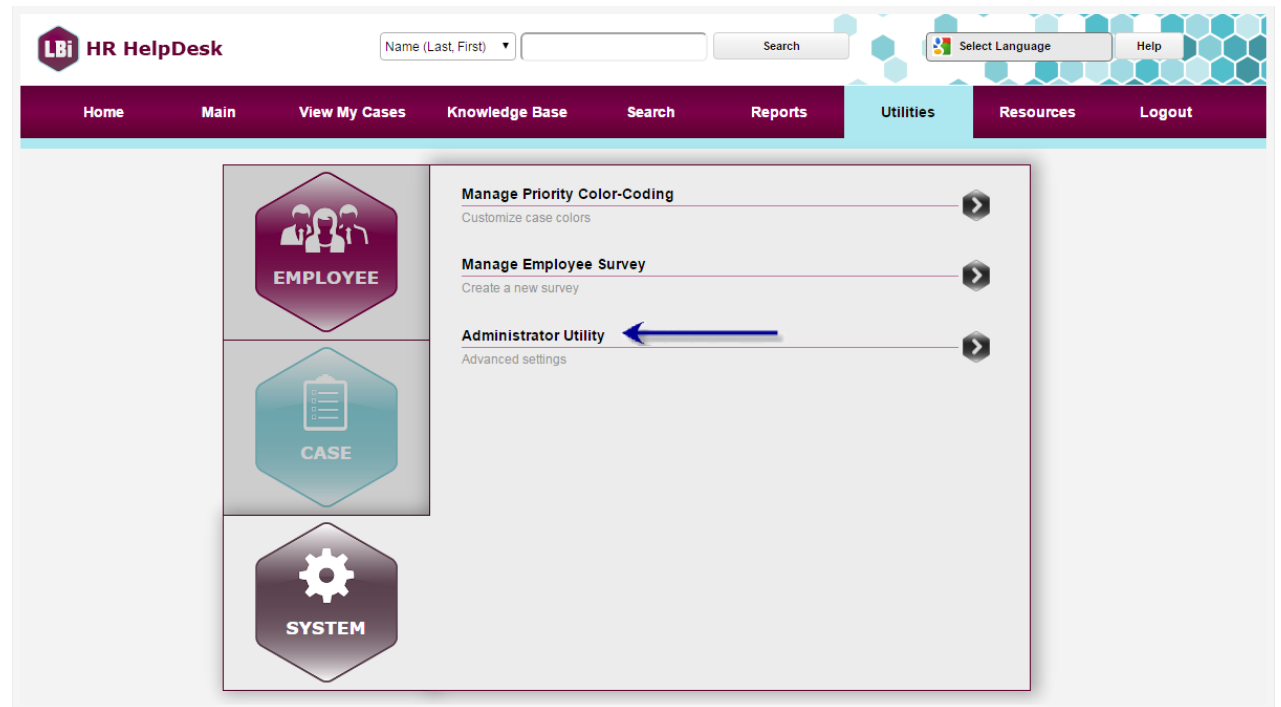 LBi HR HelpDesk
Name (Last, First)
Search
Select Language
Help
Home Main View My Cases Knowledge Base Search Reports Utilities Resources Logout
EMPLOYEE
CASE
SYSTEM
Manage Priority Color-Coding
Customize case colors
Manage Employee Survey
Create a new survey
Administrator Utility
Advanced settings